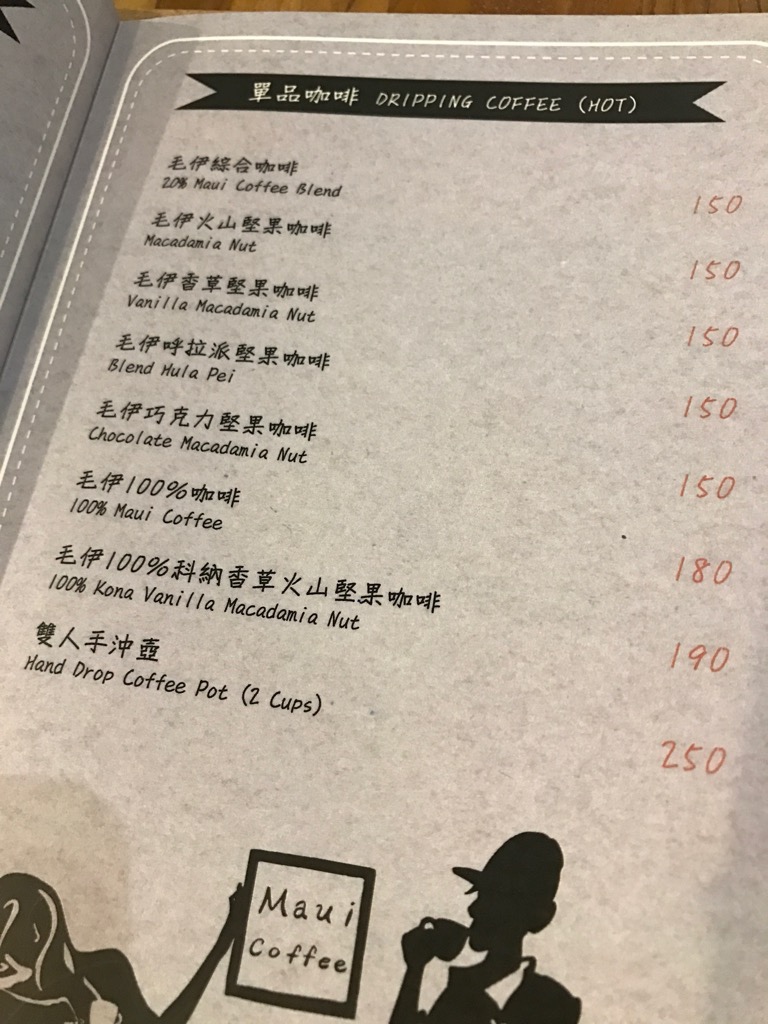 單品咖啡 DRIPPING COFFEE (HOT)
毛伊綜合咖啡
20% Maui Coffee Blend
150
毛伊火山堅果咖啡
Macadamia Nut
150
毛伊香草堅果咖啡
Vanilla Macadamia Nut
150
毛伊呼拉派堅果咖啡
Blend Hula Pei
150
毛伊巧克力堅果咖啡
Chocolate Macadamia Nut
150
毛伊100%咖啡
100% Maui Coffee
180
毛伊100%科納香草火山堅果咖啡
100% Kona Vanilla Macadamia Nut
190
雙人手沖壺
Hand Drop Coffee Pot (2 Cups)
250
Maui
Coffee